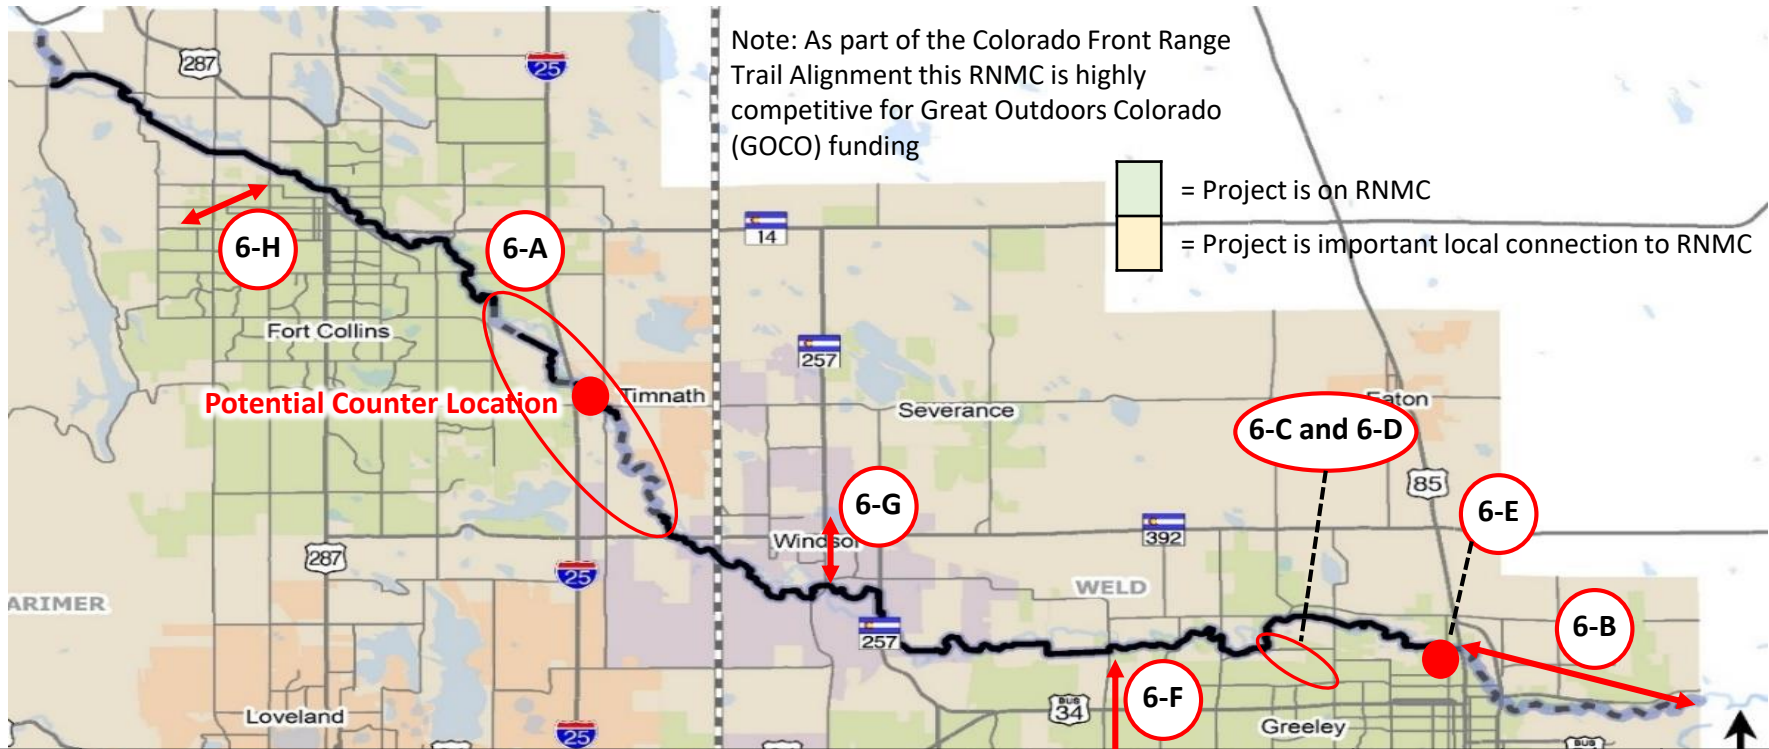 Note: As part of the Colorado Front Range
Trail Alignment this RNMC is highly
competitive for Great Outdoors Colorado
(GOCO) funding
= Project is on RNMC
= Project is important local connection to RNMC
287
25
14
6-H
6-A
Fort Collins
257
Potential Counter Location
Timnath
Severance
Eaton
6-C and 6-D
85
6-G
6-E
Windsor
392
287
25
WELD
ARIMER
257
6-B
6-F
BUS
34
Loveland
Greeley
25
BUS